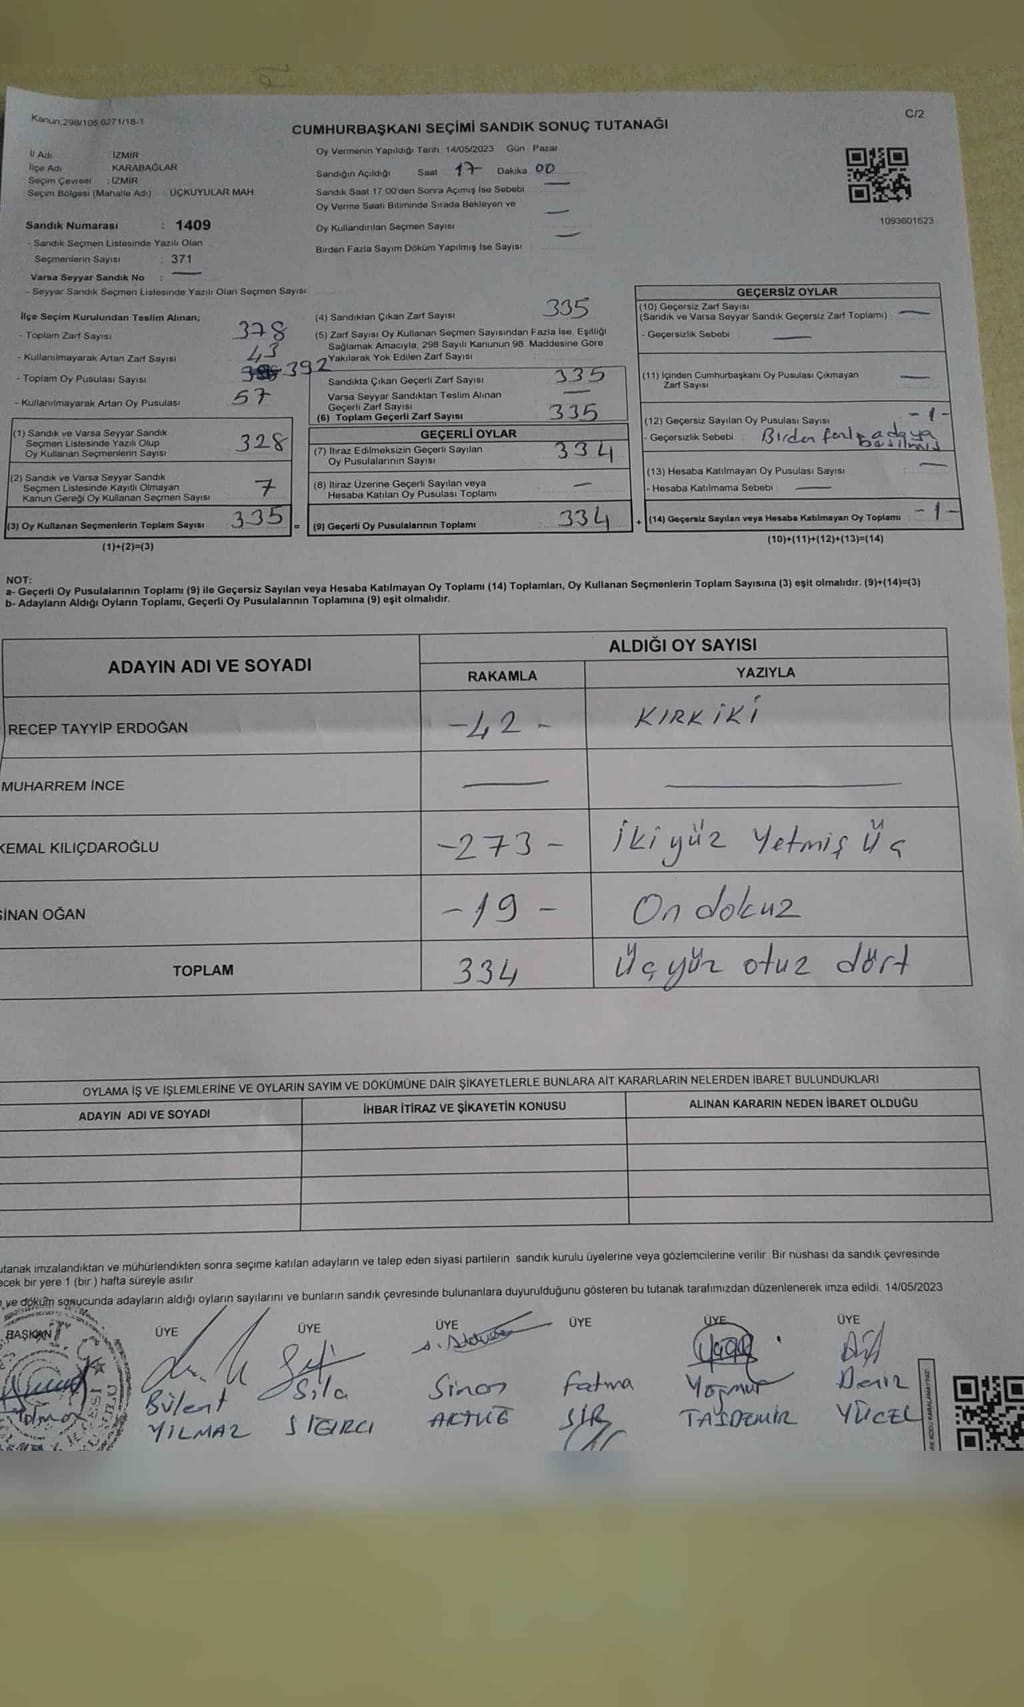 Kanun:298/105,6271/18-1
C/2
CUMHURBAŞKANI SEÇİMİ SANDIK SONUÇ TUTANAĞI
İl Adı : İZMİR
İlçe Adı : KARABAĞLAR
Seçim Çevresi : İZMİR
Seçim Bölgesi (Mahalle Adı) : ÜÇKUYULAR MAH
Sandık Numarası : 1409
- Sandık Seçmen Listesinde Yazılı Olan
Seçmenlerin Sayısı : 371
Varsa Seyyar Sandık No : —
- Seyyar Sandık Seçmen Listesinde Yazılı Olan Seçmen Sayısı
Oy Vermenin Yapıldığı Tarih 14/05/2023 Gün : Pazar
Sandığın Açıldığı Saat 17 Dakika 00
Sandık Saat 17:00'den Sonra Açımış İse Sebebi —
Oy Verme Saati Bitiminde Sırada Bekleyen ve
Oy Kullandırılan Seçmen Sayısı —
Birden Fazla Sayım Döküm Yapılmış İse Sayısı —
1093601623
İlçe Seçim Kurulundan Teslim Alınan;
- Toplam Zarf Sayısı 378
- Kullanılmayarak Artan Zarf Sayısı 43
- Toplam Oy Pusulası Sayısı 392
- Kullanılmayarak Artan Oy Pusulası 57
(1) Sandık ve Varsa Seyyar Sandık
Seçmen Listesinde Yazılı Olup
Oy Kullanan Seçmenlerin Sayısı 328
(2) Sandık ve Varsa Seyyar Sandık
Seçmen Listesinde Kayıtlı Olmayan
Kanun Gereği Oy Kullanan Seçmen Sayısı 7
(3) Oy Kullanan Seçmenlerin Toplam Sayısı 335 =
(1)+(2)=(3)
(4) Sandıktan Çıkan Zarf Sayısı 335
(5) Zarf Sayısı Oy Kullanan Seçmen Sayısından Fazla İse, Eşitliği
Sağlamak Amacıyla, 298 Sayılı Kanunun 98. Maddesine Göre
Yakılarak Yok Edilen Zarf Sayısı
Sandıkta Çıkan Geçerli Zarf Sayısı 335
Varsa Seyyar Sandıktan Teslim Alınan
Geçerli Zarf Sayısı —
(6) Toplam Geçerli Zarf Sayısı 335
GEÇERLİ OYLAR
(7) İtiraz Edilmeksizin Geçerli Sayılan
Oy Pusulalarının Sayısı 334
(8) İtiraz Üzerine Geçerli Sayılan veya
Hesaba Katılan Oy Pusulası Toplamı —
(9) Geçerli Oy Pusulalarının Toplamı 334 +
GEÇERSİZ OYLAR
(10) Geçersiz Zarf Sayısı
(Sandık ve Varsa Seyyar Sandık Geçersiz Zarf Toplamı) —
- Geçersizlik Sebebi —
(11) İçinden Cumhurbaşkanı Oy Pusulası Çıkmayan
Zarf Sayısı —
(12) Geçersiz Sayılan Oy Pusulası Sayısı -1-
- Geçersizlik Sebebi Birden fazla adaya
basılmış
(13) Hesaba Katılmayan Oy Pusulası Sayısı —
- Hesaba Katılmama Sebebi —
(14) Geçersiz Sayılan veya Hesaba Katılmayan Oy Toplamı -1-
(10)+(11)+(12)+(13)=(14)
NOT:
a- Geçerli Oy Pusulalarının Toplamı (9) ile Geçersiz Sayılan veya Hesaba Katılmayan Oy Toplamı (14) Toplamları, Oy Kullanan Seçmenlerin Toplam Sayısına (3) eşit olmalıdır. (9)+(14)=(3)
b- Adayların Aldığı Oyların Toplamı, Geçerli Oy Pusulalarının Toplamına (9) eşit olmalıdır.
ADAYIN ADI VE SOYADI
ALDIĞI OY SAYISI
RAKAMLA YAZIYLA
RECEP TAYYİP ERDOĞAN -42- KIRK İKİ
MUHARREM İNCE — —
KEMAL KILIÇDAROĞLU -273- İkiyüz Yetmiş Üç
SİNAN OĞAN -19- On dokuz
TOPLAM 334 Üçyüz otuz dört
OYLAMA İŞ VE İŞLEMLERİNE VE OYLARIN SAYIM VE DÖKÜMÜNE DAİR ŞİKAYETLERLE BUNLARA AİT KARARLARIN NELERDEN İBARET BULUNDUKLARI
ADAYIN ADI VE SOYADI İHBAR İTİRAZ VE ŞİKAYETİN KONUSU ALINAN KARARIN NEDEN İBARET OLDUĞU
utanak imzalandıktan ve mühürlendikten sonra seçime katılan adayların ve talep eden siyasi partilerin sandık kurulu üyelerine veya gözlemcilerine verilir. Bir nüshası da sandık çevresinde
ecek bir yere 1 (bir ) hafta süreyle asılır
ve döküm sonucunda adayların aldığı oyların sayılarını ve bunların sandık çevresinde bulunanlara duyurulduğunu gösteren bu tutanak tarafımızdan düzenlenerek imza edildi. 14/05/2023
BAŞKAN ÜYE ÜYE ÜYE ÜYE ÜYE ÜYE
Bülent Sıla Sinan Fatma Yağmur Deniz
YILMAZ SIĞIRCI ARTUĞ SIR TAŞDEMİR YÜCEL